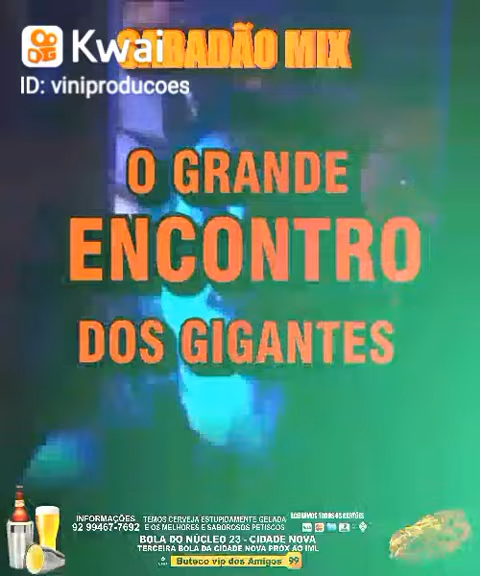 Kwai
SABADÃO MIX
ID: viniproducoes
O GRANDE
ENCONTRO
DOS GIGANTES
INFORMAÇÕES
92 99467-7692
TEMOS CERVEJA ESTUPIDAMENTE GELADA
E OS MELHORES E SABOROSOS PETISCOS
BOLA DO NÚCLEO 23 - CIDADE NOVA
TERCEIRA BOLA DA CIDADE NOVA PRÓX AO IML
Buteco vip dos Amigos 99